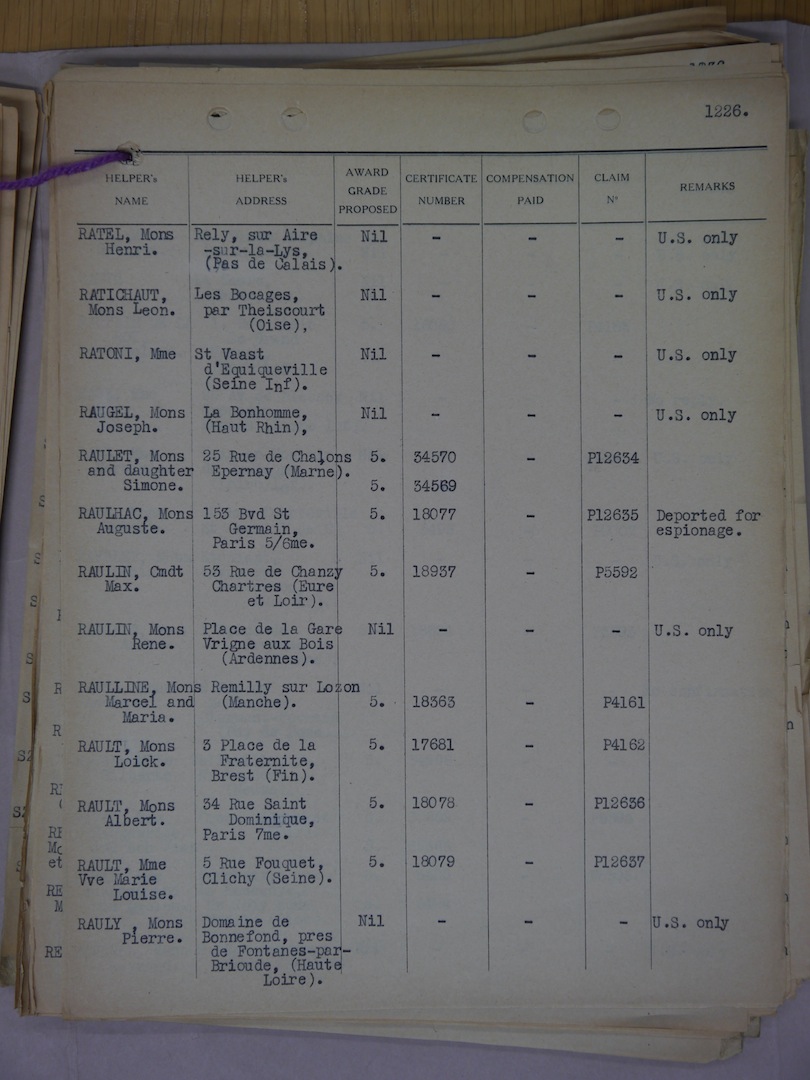 1226.
HELPER's NAME HELPER's ADDRESS AWARD GRADE PROPOSED CERTIFICATE NUMBER COMPENSATION PAID CLAIM N° REMARKS
RATEL, Mons Rely, sur Aire Nil - - - U.S. only
Henri. -sur-la-Lys,
(Pas de Calais).
RATICHAUT, Les Bocages, Nil - - - U.S. only
Mons Leon. par Theiscourt
(Oise),
RATONI, Mme St Vaast Nil - - - U.S. only
d'Equiqueville
(Seine Inf).
RAUGEL, Mons La Bonhomme, Nil - - - U.S. only
Joseph. (Haut Rhin),
RAULET, Mons 25 Rue de Chalons 5. 34570 - P12634
and daughter Epernay (Marne).
Simone. 5. 34569
RAULHAC, Mons 153 Bvd St 5. 18077 - P12635 Deported for
Auguste. Germain, espionage.
Paris 5/6me.
RAULIN, Cmdt 53 Rue de Chanzy 5. 18937 - P5592
Max. Chartres (Eure
et Loir).
RAULIN, Mons Place de la Gare Nil - - - U.S. only
Rene. Vrigne aux Bois
(Ardennes).
RAULLINE, Mons Remilly sur Lozon
Marcel and (Manche). 5. 18363 - P4161
Maria.
RAULT, Mons 3 Place de la 5. 17681 - P4162
Loick. Fraternite,
Brest (Fin).
RAULT, Mons 34 Rue Saint 5. 18078 - P12636
Albert. Dominique,
Paris 7me.
RAULT, Mme 5 Rue Fouquet, 5. 18079 - P12637
Vve Marie Clichy (Seine).
Louise.
RAULY , Mons Domaine de Nil - - - U.S. only
Pierre. Bonnefond, pres
de Fontanes-par-
Brioude, (Haute
Loire).